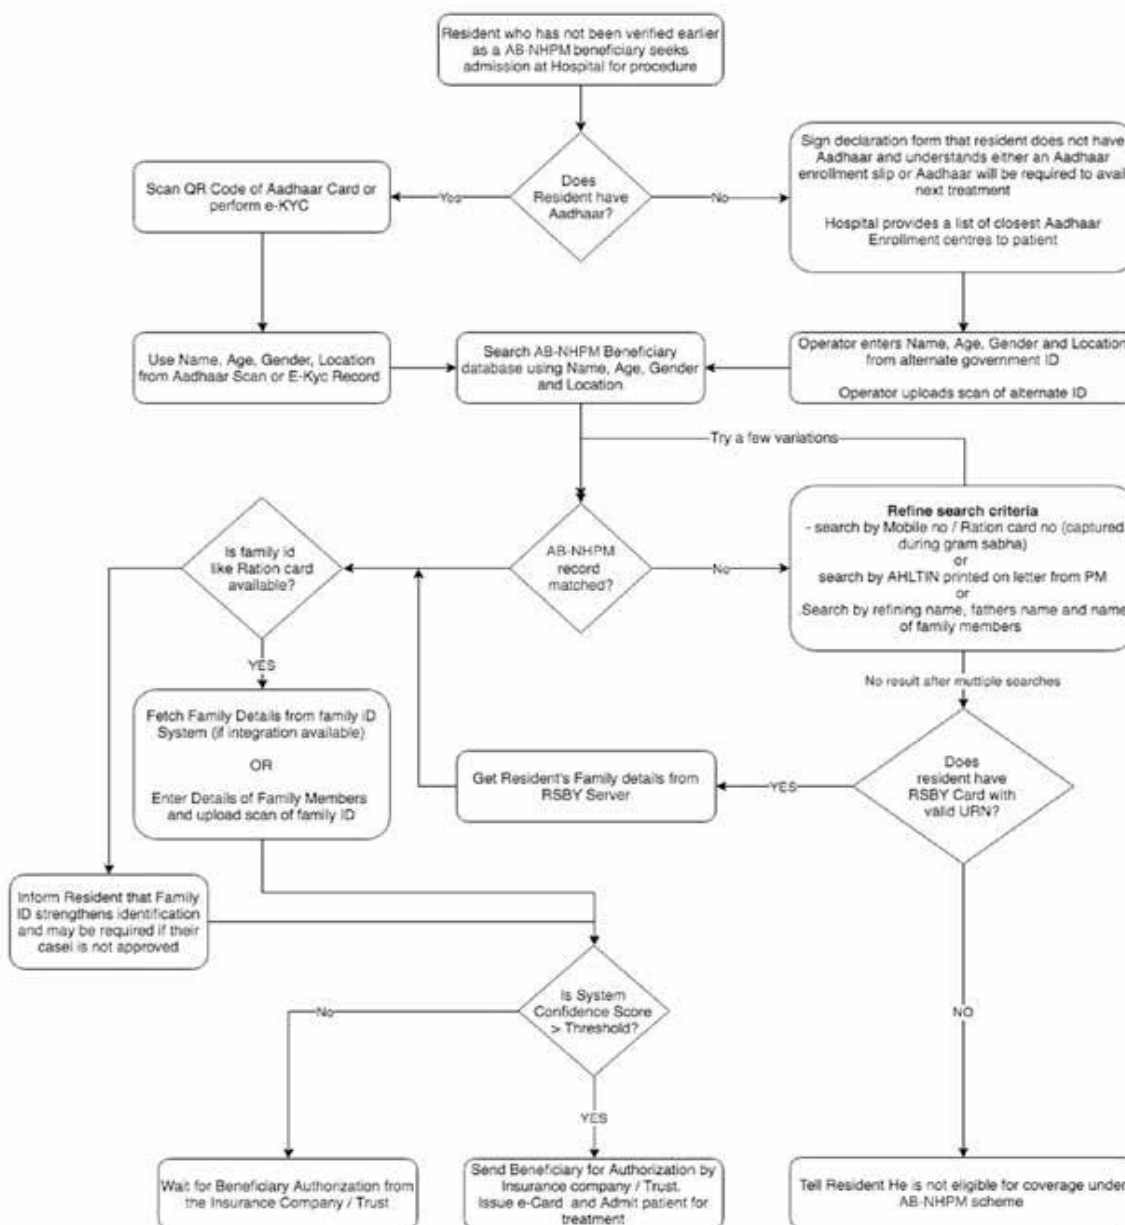 Resident who has not been verified earlier
as a AB-NHPM beneficiary seeks
admission at Hospital for procedure
Does
Resident have
Aadhaar?
Yes
No
Scan QR Code of Aadhaar Card or
perform e-KYC
Sign declaration form that resident does not have
Aadhaar and understands either an Aadhaar
enrollment slip or Aadhaar will be required to avail
next treatment
Hospital provides a list of closest Aadhaar
Enrollment centres to patient
Use Name, Age, Gender, Location
from Aadhaar Scan or E-Kyc Record
Search AB-NHPM Beneficiary
database using Name, Age, Gender
and Location
Operator enters Name, Age, Gender and Location
from alternate government ID
Operator uploads scan of alternate ID
Try a few variations
Is family id
like Ration card
available?
AB-NHPM
record
matched?
No
Refine search criteria
- search by Mobile no / Ration card no (captured
during gram sabha)
or
search by AHLTIN printed on letter from PM
or
.Search by refining name, fathers name and name
of family members
YES
No result after multiple searches
Fetch Family Details from family iD
System (if integration available)
OR
Enter Details of Family Members
and upload scan of family ID
Get Resident's Family details from
RSBY Server
YES
Does
resident have
RSBY Card with
valid URN?
Inform Resident that Family
ID strengthens identification
and may be required if their
casei is not approved
Is System
Confidence Score
> Threshold?
No
NO
YES
Wait for Beneficiary Authorization from
the Insurance Company / Trust
Send Beneficiary for Authorization by
Insurance company / Trust.
Issue e-Card and Admit patient for
treatment
Tell Resident He is not eligible for coverage under
AB-NHPM scheme